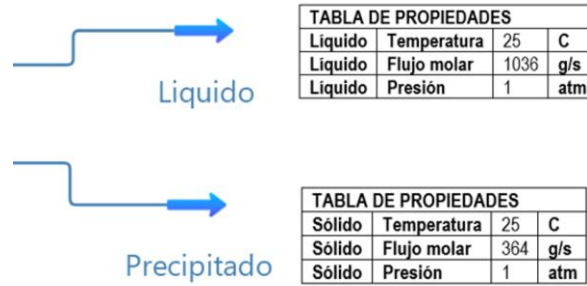 TABLA DE PROPIEDADES
Líquido Temperatura 25 C
Líquido Flujo molar 1036 g/s
Líquido Presión 1 atm
Liquido
TABLA DE PROPIEDADES
Sólido Temperatura 25 C
Sólido Flujo molar 364 g/s
Sólido Presión 1 atm
Precipitado